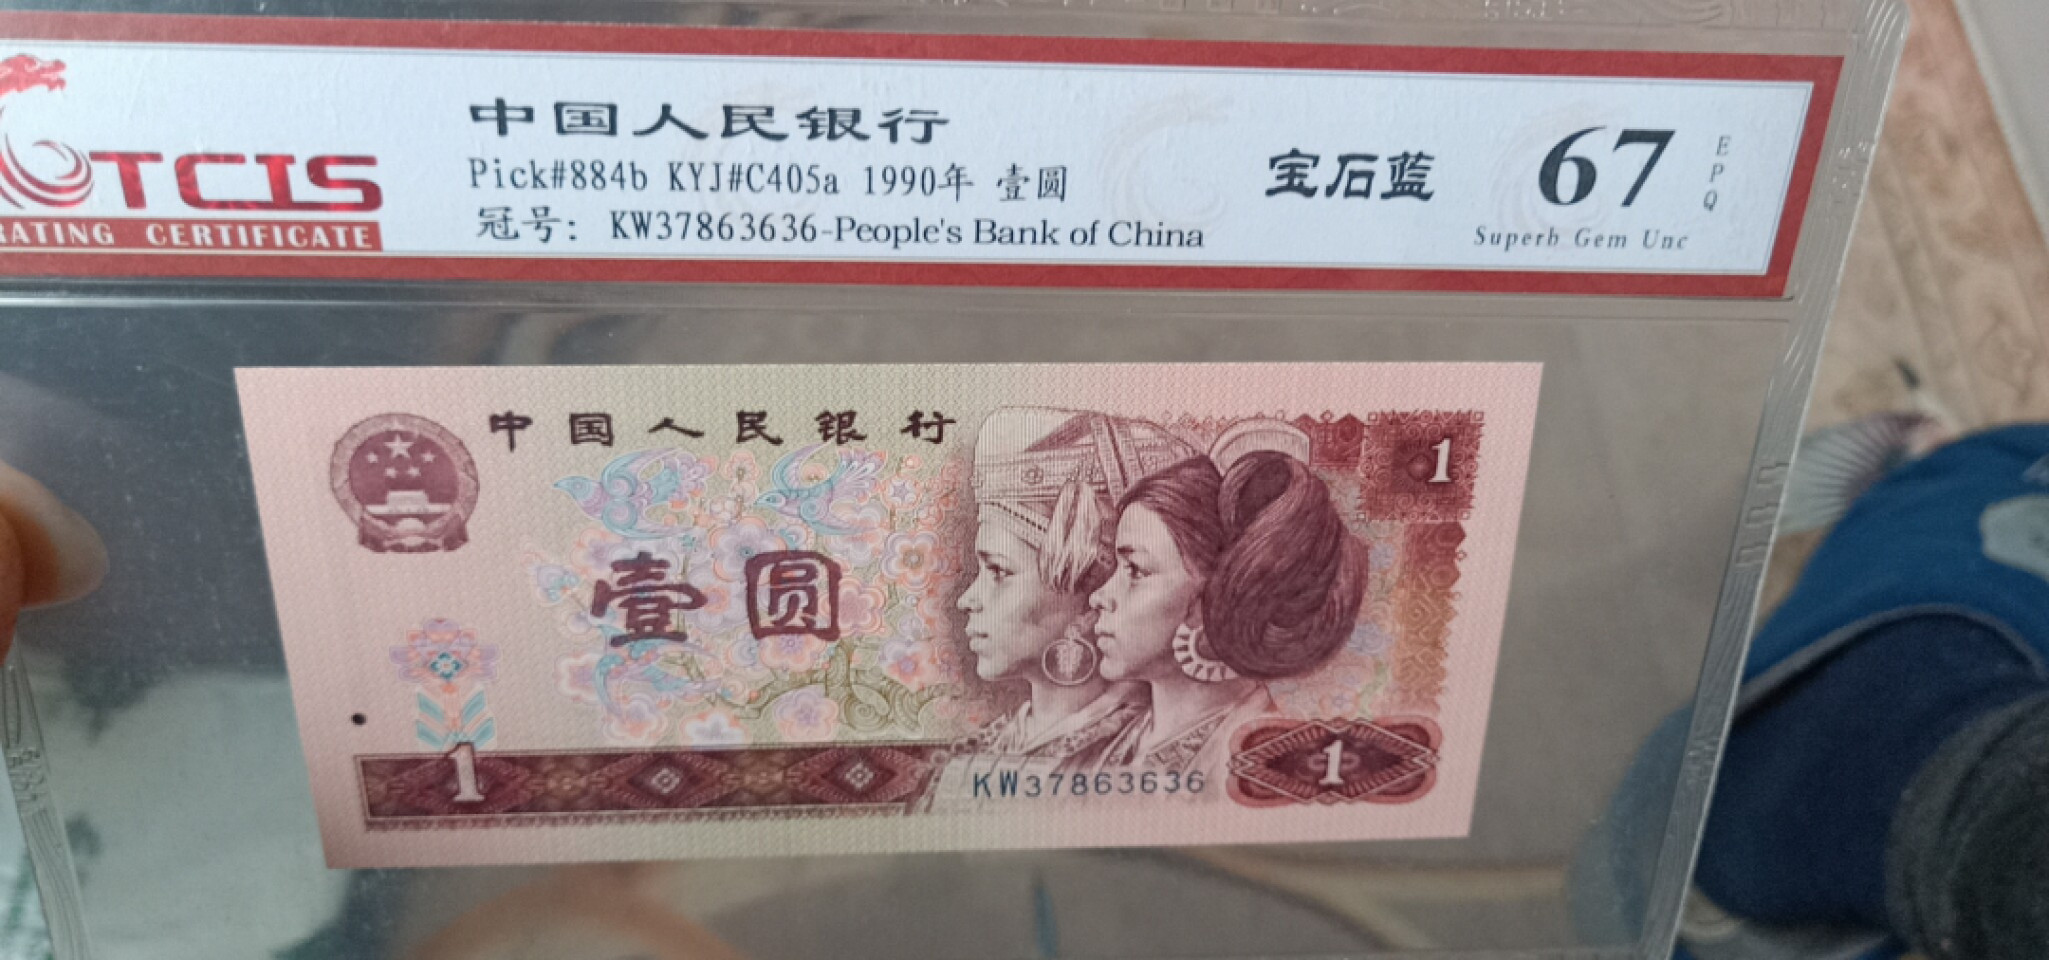 中国人民银行
Pick#884b KYJ#C405a 1990年 壹圆
冠号: KW37863636-People's Bank of China
TCIS
RATING CERTIFICATE
宝石蓝
67
EPQ
Superb Gem Unc
中国人民银行
1
壹圆
1
KW37863636
1